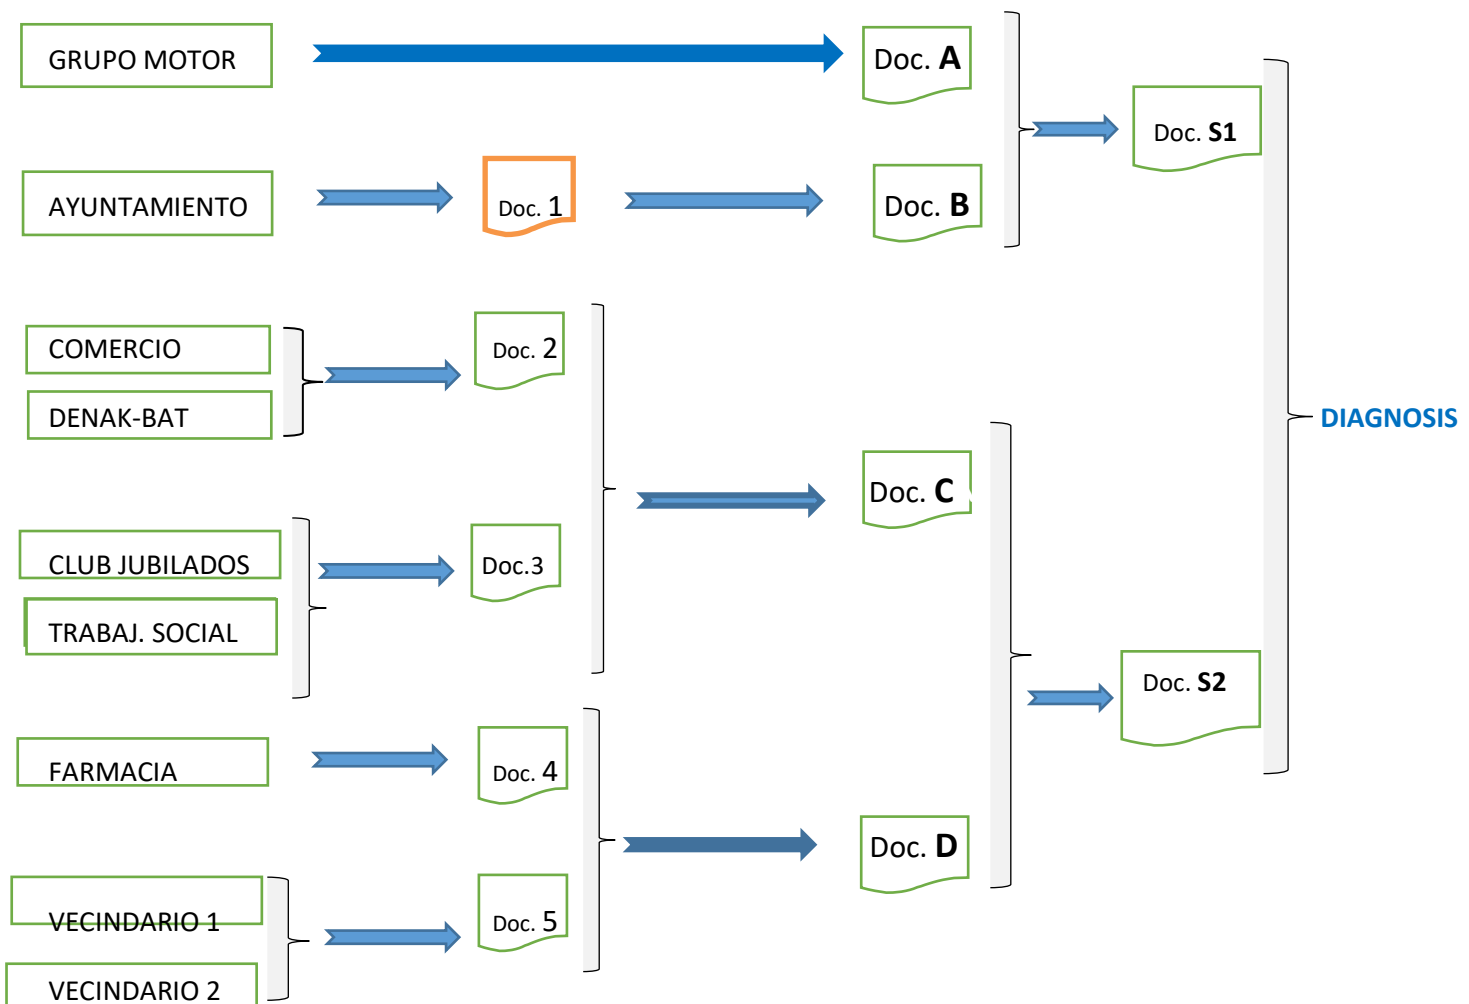 GRUPO MOTOR
Doc. A
Doc. S1
AYUNTAMIENTO
Doc. 1
Doc. B
COMERCIO
Doc. 2
DENAK-BAT
DIAGNOSIS
Doc. C
CLUB JUBILADOS
Doc.3
TRABAJ. SOCIAL
Doc. S2
FARMACIA
Doc. 4
Doc. D
VECINDARIO 1
Doc. 5
VECINDARIO 2